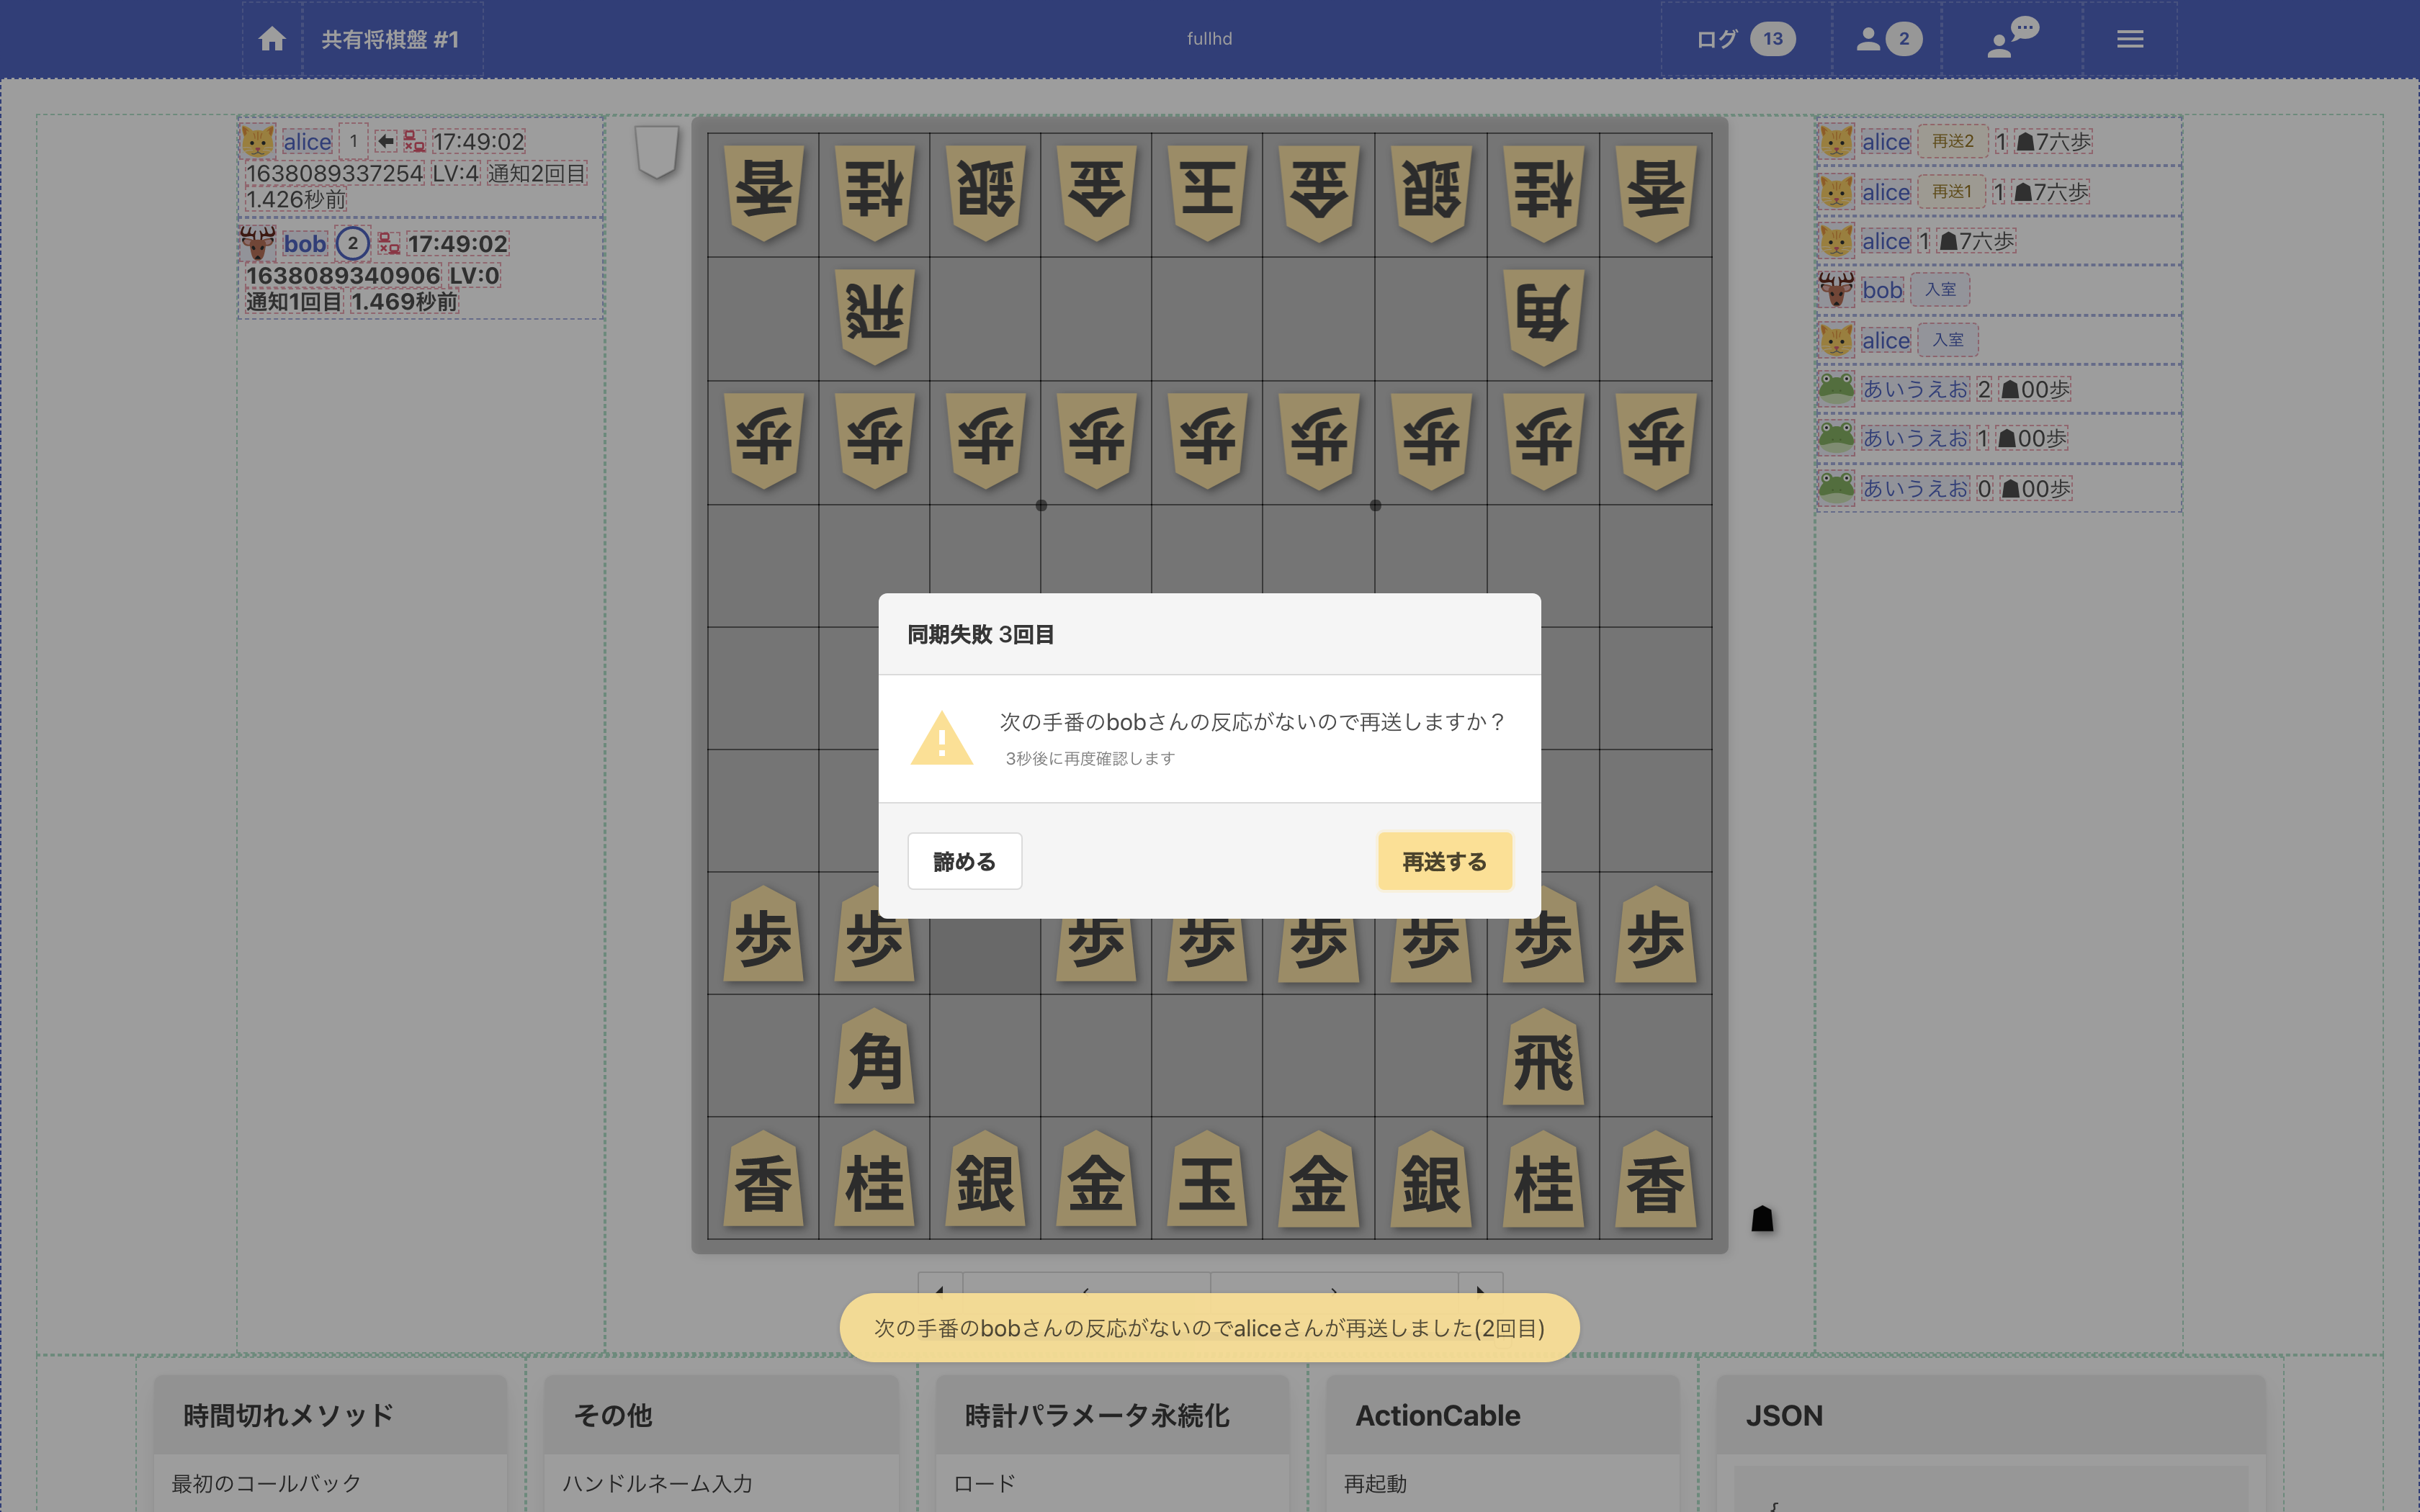 共有将棋盤 #1
fullhd
ログ 13
2
alice 1 17:49:02
1638089337254 LV:4 通知2回目
1.426秒前
bob 2 17:49:02
1638089340906 LV:0
通知1回目 1.469秒前
香 桂 銀 金 玉 金 銀 桂 香
飛 角
歩 歩 歩 歩 歩 歩 歩 歩 歩
歩 歩 歩 歩 歩 歩 歩 歩
角 飛
香 桂 銀 金 玉 金 銀 桂 香
alice 再送2 1 ☗7六歩
alice 再送1 1 ☗7六歩
alice 1 ☗7六歩
bob 入室
alice 入室
あいうえお 2 ☗00歩
あいうえお 1 ☗00歩
あいうえお 0 ☗00歩
同期失敗 3回目
次の手番のbobさんの反応がないので再送しますか？
3秒後に再度確認します
諦める
再送する
次の手番のbobさんの反応がないのでaliceさんが再送しました(2回目)
時間切れメソッド
最初のコールバック
その他
ハンドルネーム入力
時計パラメータ永続化
ロード
ActionCable
再起動
JSON
{